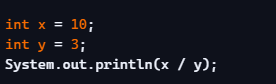 int x = 10;
int y = 3;
System.out.println(x / y);